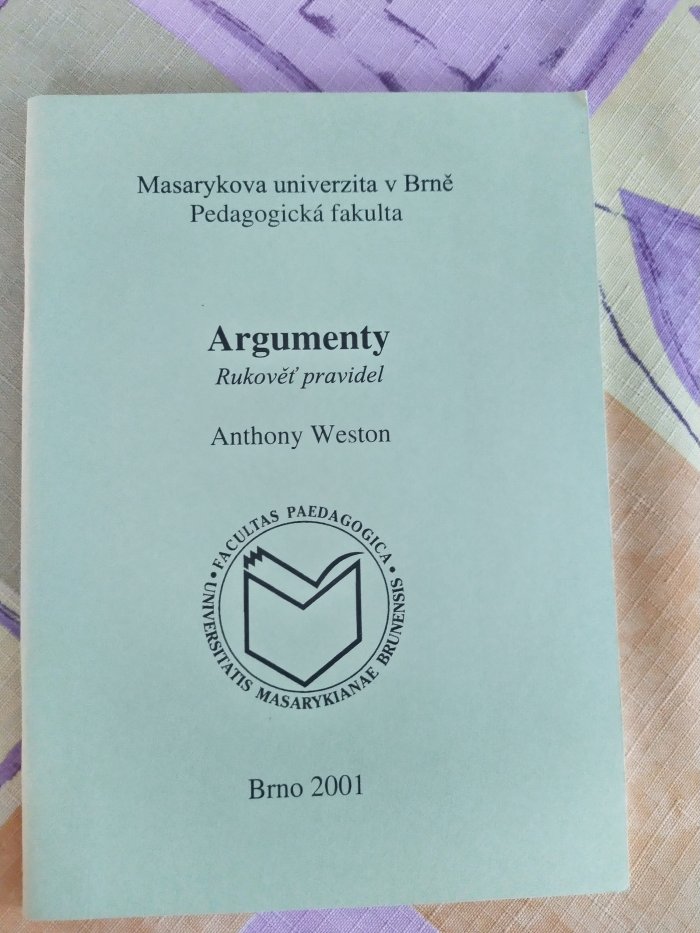 Masarykova univerzita v Brně
Pedagogická fakulta
Argumenty
Rukověť pravidel
Anthony Weston
• FACULTAS PAEDAGOGICA •
UNIVERSITATIS MASARYKIANAE BRUNENSIS
Brno 2001